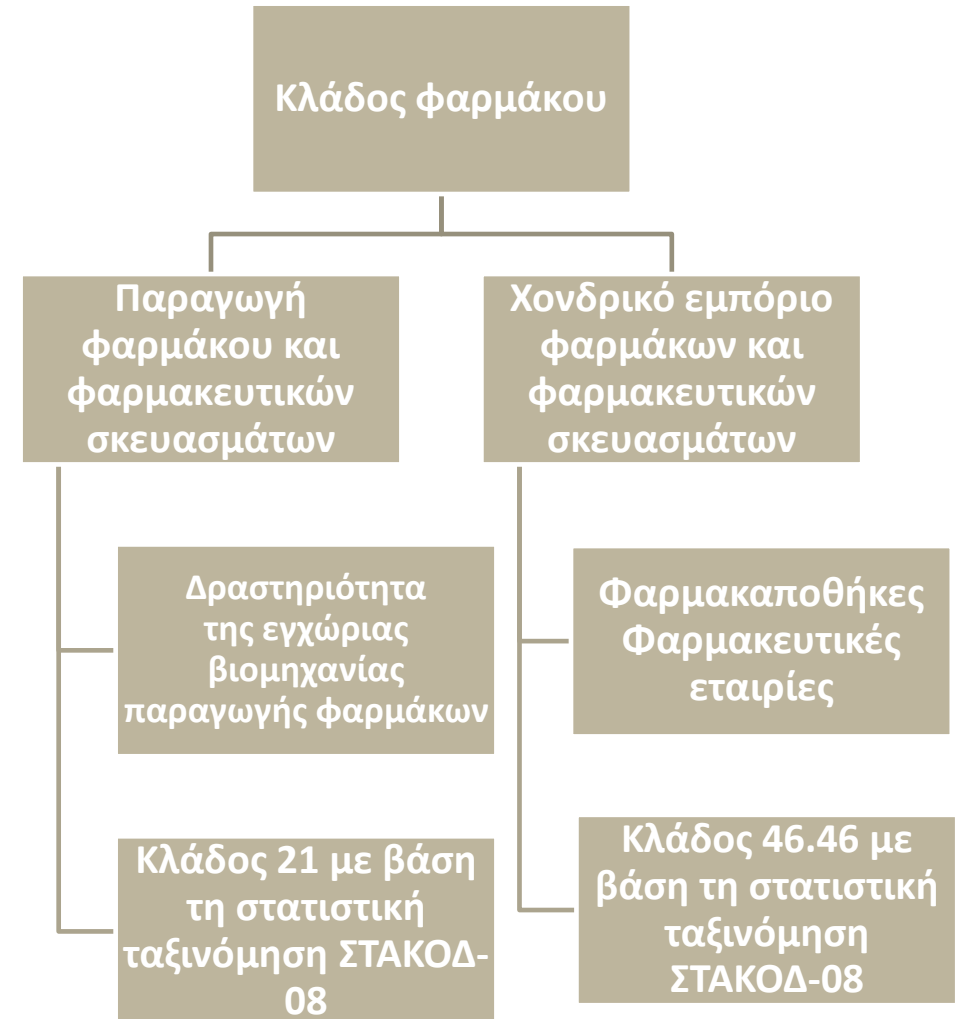 Κλάδος φαρμάκου
Παραγωγή
φαρμάκου και
φαρμακευτικών
σκευασμάτων
Χονδρικό εμπόριο
φαρμάκων και
φαρμακευτικών
σκευασμάτων
Δραστηριότητα
της εγχώριας
βιομηχανίας
παραγωγής φαρμάκων
Φαρμακαποθήκες
Φαρμακευτικές
εταιρίες
Κλάδος 21 με βάση
τη στατιστική
ταξινόμηση ΣΤΑΚΟΔ-
08
Κλάδος 46.46 με
βάση τη στατιστική
ταξινόμηση
ΣΤΑΚΟΔ-08